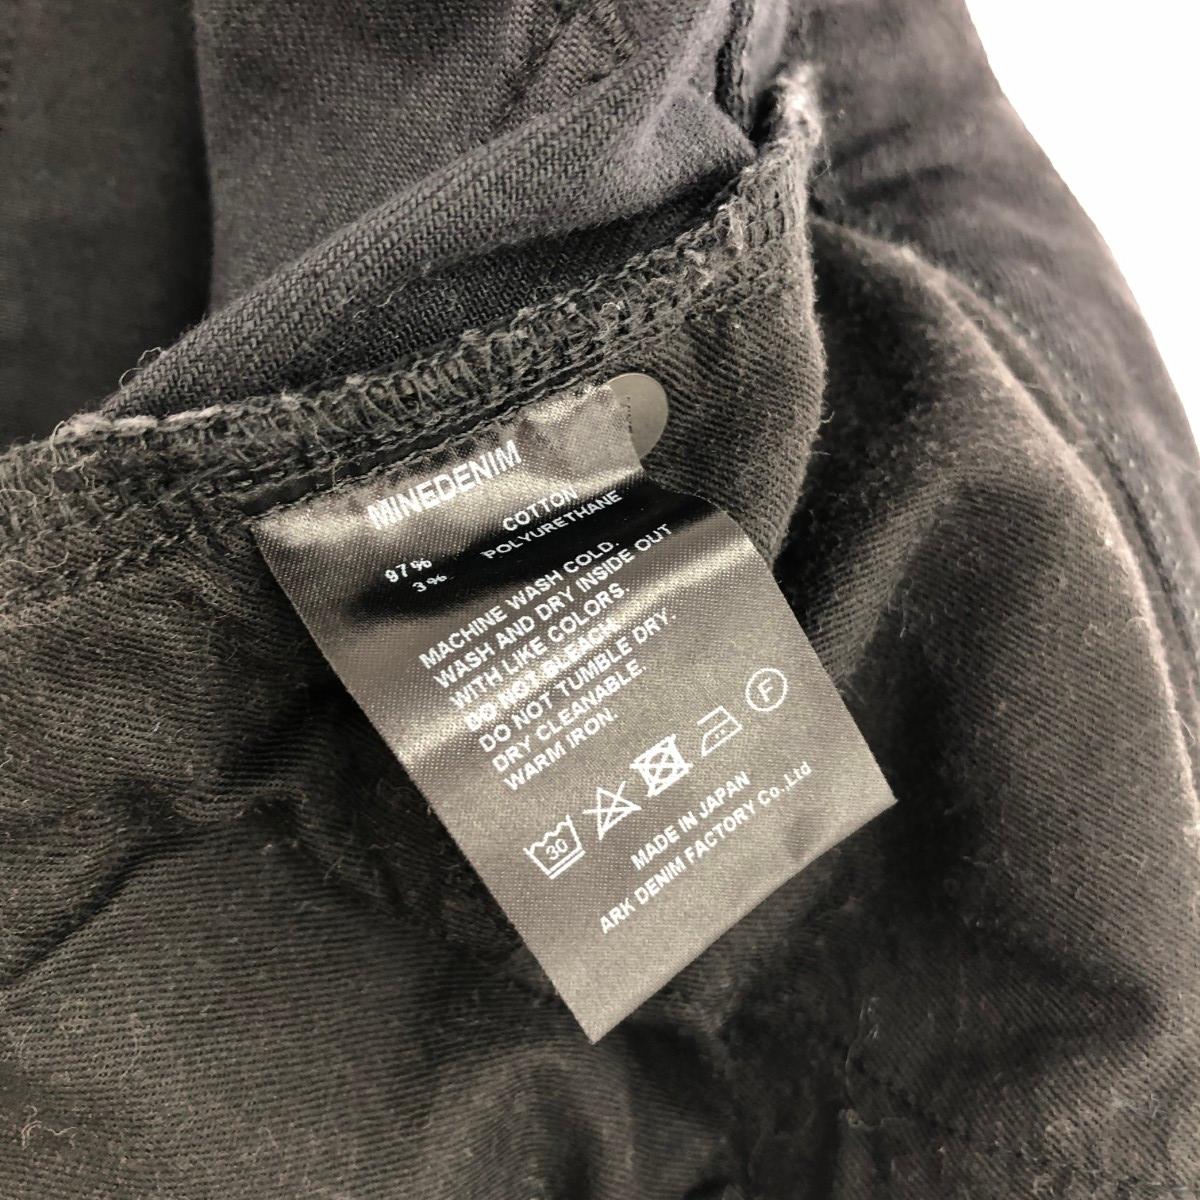 MINEDENIM
97% COTTON
3% POLYURETHANE
MACHINE WASH COLD.
WASH AND DRY INSIDE OUT
WITH LIKE COLORS.
DO NOT BLEACH.
DO NOT TUMBLE DRY.
DRY CLEANABLE.
WARM IRON.
30
F
MADE IN JAPAN
ARK DENIM FACTORY Co.,Ltd